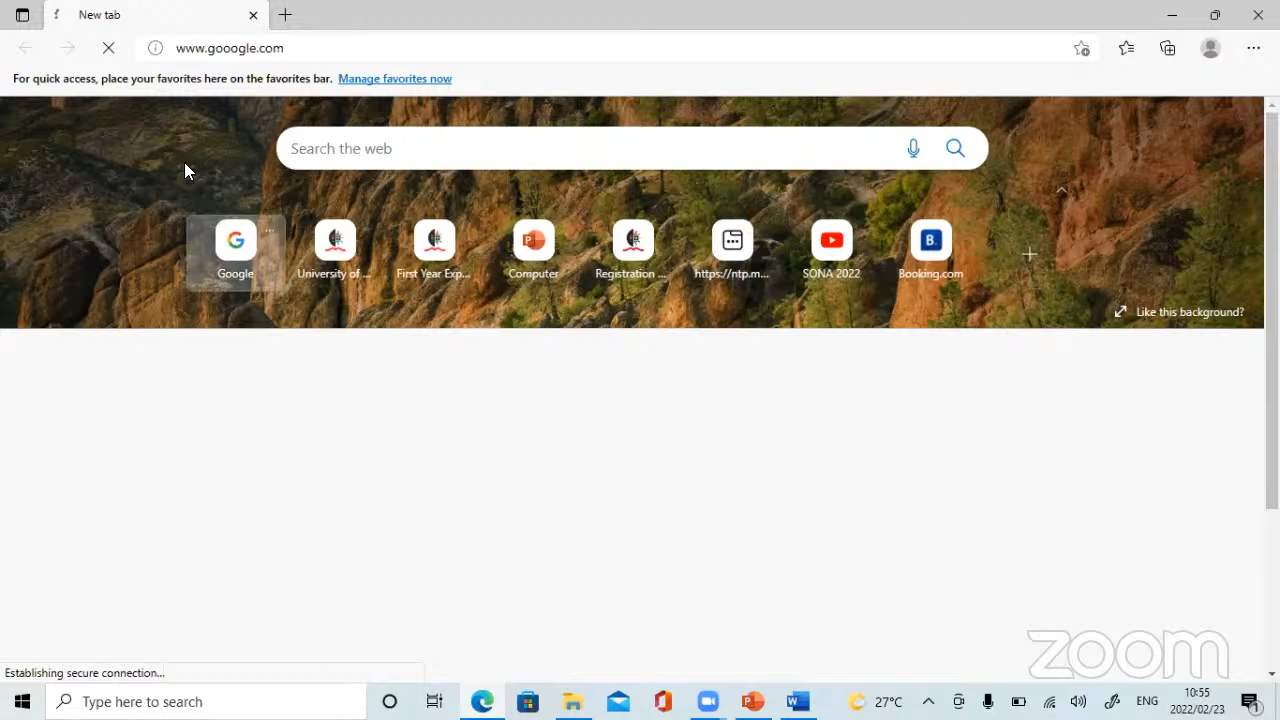 New tab
www.gooogle.com
For quick access, place your favorites here on the favorites bar. Manage favorites now
Search the web
Google
University of ...
First Year Exp...
Computer
Registration ...
https://ntp.m...
SONA 2022
Booking.com
Like this background?
Establishing secure connection...
zoom
Type here to search
27°C
ENG
10:55
2022/02/23
1